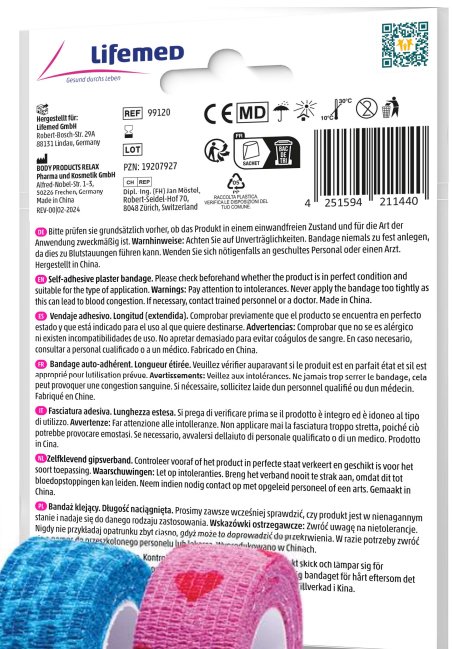 Lifemed
Gesund durchs Leben
Hergestellt für:
Lifemed GmbH
Robert-Bosch-Str. 29A
88131 Lindau, Germany
BODY PRODUCTS RELAX
Pharma und Kosmetik GmbH
Alfred-Nobel-Str. 1-3,
50226 Frechen, Germany
Made in China
REV-00|02-2024
REF 99120
LOT
PZN: 19207927
CH REP
Dipl. Ing. (FH) Jan Möstel,
Robert-Seidel-Hof 70,
8048 Zürich, Switzerland
CE MD
10°C 30°C
FR
SACHET
BAC DE TRI
05
PP
RACCOLTA PLASTICA
VERIFICALE DISPOSIZIONI DEL
TUO COMUNE.
4 251594 211440
DE Bitte prüfen sie grundsätzlich vorher, ob das Produkt in einem einwandfreien Zustand und für die Art der
Anwendung zweckmäßig ist. Warnhinweise: Achten Sie auf Unverträglichkeiten. Bandage niemals zu fest anlegen,
da dies zu Blutstauungen führen kann. Wenden Sie sich nötigenfalls an geschultes Personal oder einen Arzt.
Hergestellt in China.
EN Self-adhesive plaster bandage. Please check beforehand whether the product is in perfect condition and
suitable for the type of application. Warnings: Pay attention to intolerances. Never apply the bandage too tightly as
this can lead to blood congestion. If necessary, contact trained personnel or a doctor. Made in China.
ES Vendaje adhesivo. Longitud (extendida). Comprobar previamente que el producto se encuentra en perfecto
estado y que está indicado para el uso al que quiere destinarse. Advertencias: Comprobar que no se es alérgico
ni existen incompatibilidades de uso. No apretar demasiado para evitar coágulos de sangre. En caso necesario,
consultar a personal cualificado o a un médico. Fabricado en China.
FR Bandage auto-adhérent. Longueur étirée. Veuillez vérifier auparavant si le produit est en parfait état et sil est
approprié pour lutilisation prévue. Avertissements: Veillez aux intolérances. Ne jamais trop serrer le bandage, cela
peut provoquer une congestion sanguine. Si nécessaire, sollicitez laide dun personnel qualifié ou dun médecin.
Fabriqué en Chine.
IT Fasciatura adesiva. Lunghezza estesa. Si prega di verificare prima se il prodotto è integro ed è idoneo al tipo
di utilizzo. Avvertenze: Far attenzione alle intolleranze. Non applicare mai la fasciatura troppo stretta, poiché ciò
potrebbe provocare emostasi. Se necessario, avvalersi dellaiuto di personale qualificato o di un medico. Prodotto
in Cina.
NL Zelfklevend gipsverband. Controleer vooraf of het product in perfecte staat verkeert en geschikt is voor het
soort toepassing. Waarschuwingen: Let op intoleranties. Breng het verband nooit te strak aan, omdat dit tot
bloedopstoppingen kan leiden. Neem indien nodig contact op met opgeleid personeel of een arts. Gemaakt in
China.
PL Bandaż klejący. Długość naciągnięta. Prosimy zawsze wcześniej sprawdzić, czy produkt jest w nienagannym
stanie i nadaje się do danego rodzaju zastosowania. Wskazówki ostrzegawcze: Zwróć uwagę na nietolerancje.
Nigdy nie przykładaj opatrunku zbyt ciasno, gdyż może to doprowadzić do przekrwienia. W razie potrzeby zwróć
do przeszkolonego personelu lub lekarza. Wyprodukowano w Chinach.
kt skick och lämpar sig för
g bandaget för hårt eftersom det
illverkad i Kina.